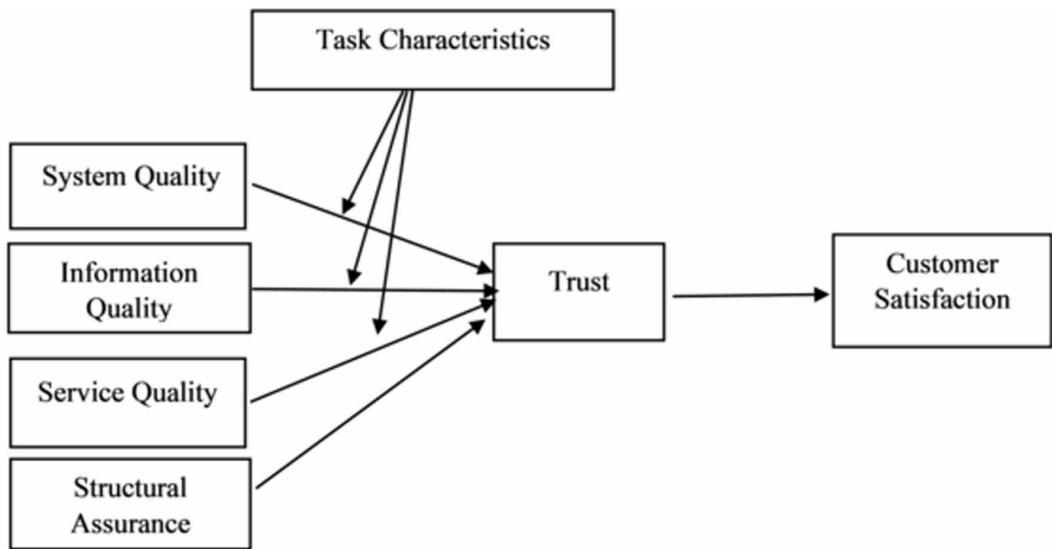 Task Characteristics
System Quality
Information
Quality
Trust
Customer
Satisfaction
Service Quality
Structural
Assurance